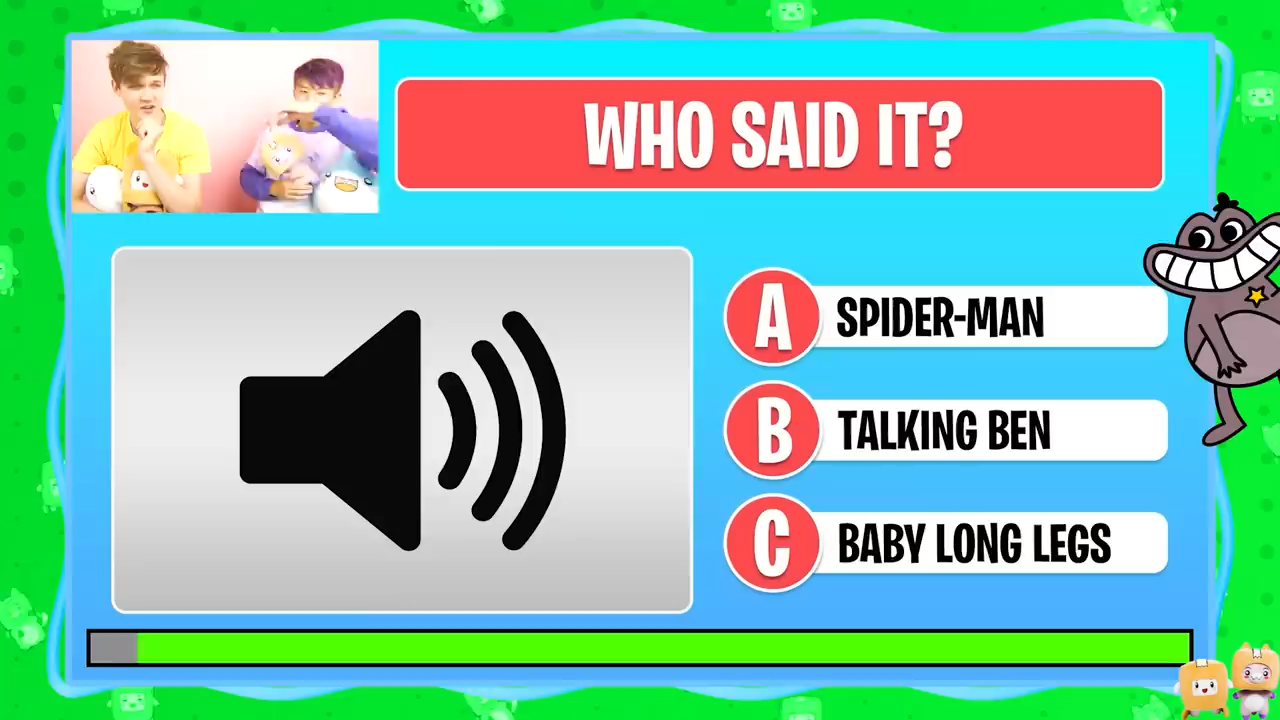 WHO SAID IT?
A SPIDER-MAN
B TALKING BEN
C BABY LONG LEGS